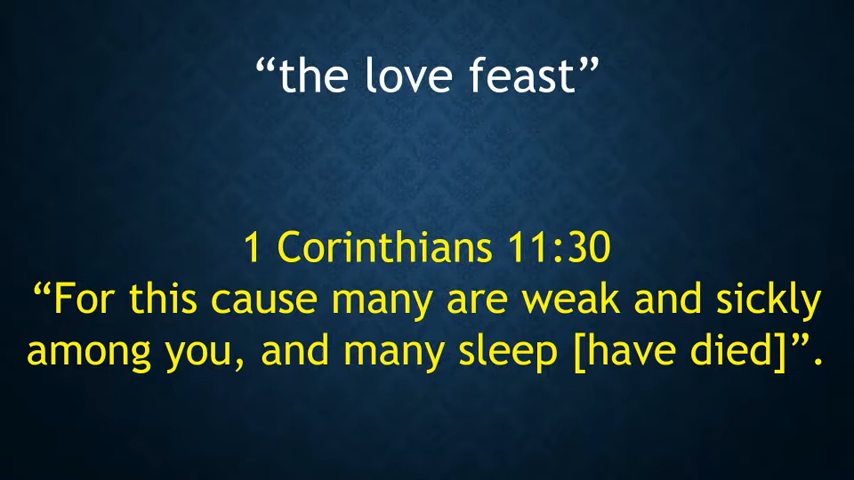 “the love feast”
1 Corinthians 11:30
“For this cause many are weak and sickly
among you, and many sleep [have died]”.